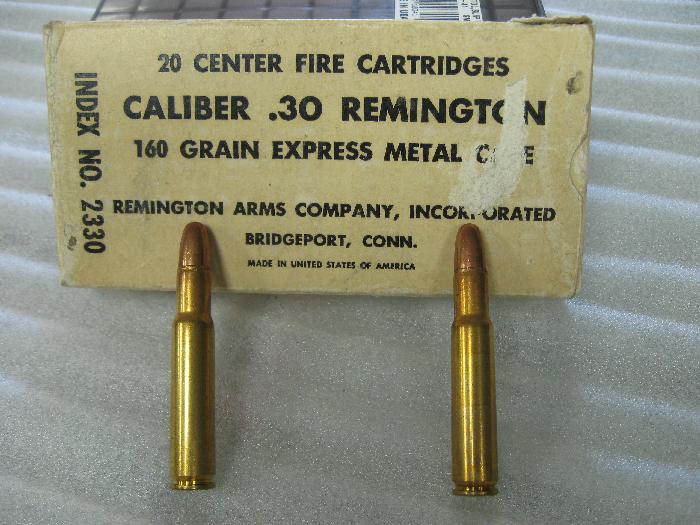 20 CENTER FIRE CARTRIDGES
CALIBER .30 REMINGTON
160 GRAIN EXPRESS METAL
REMINGTON ARMS COMPANY, INCORPORATED
BRIDGEPORT, CONN.
MADE IN UNITED STATES OF AMERICA
INDEX NO. 2330